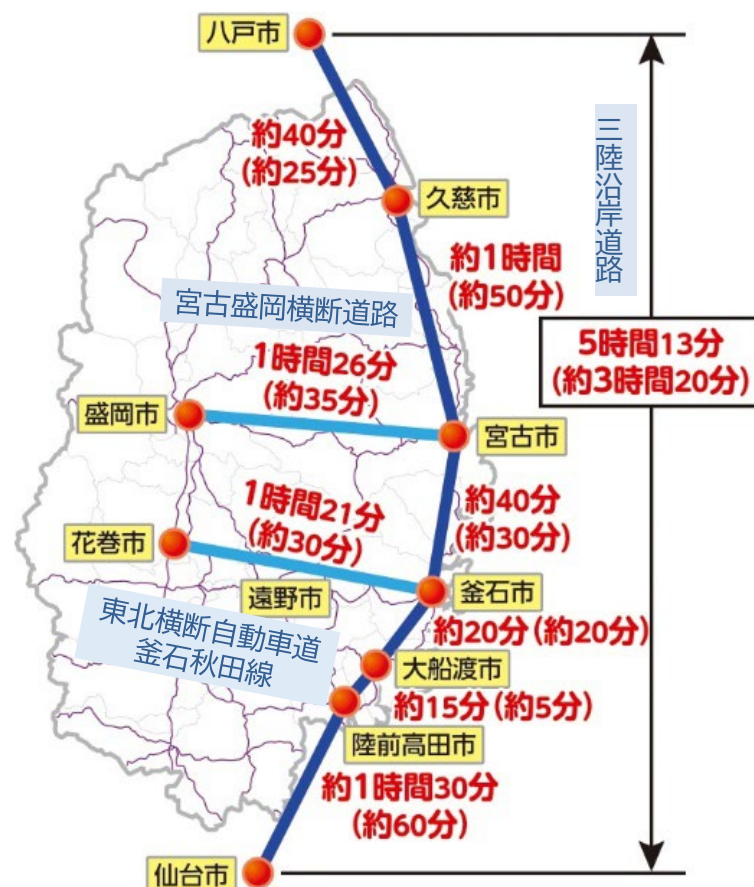 八戸市
約40分
(約25分)
三陸沿岸道路
久慈市
約1時間
(約50分)
宮古盛岡横断道路
5時間13分
(約3時間20分)
1時間26分
(約35分)
盛岡市
宮古市
約40分
(約30分)
1時間21分
(約30分)
花巻市
遠野市
釜石市
東北横断自動車道
釜石秋田線
約20分(約20分)
大船渡市
約15分(約5分)
陸前高田市
約1時間30分
(約60分)
仙台市